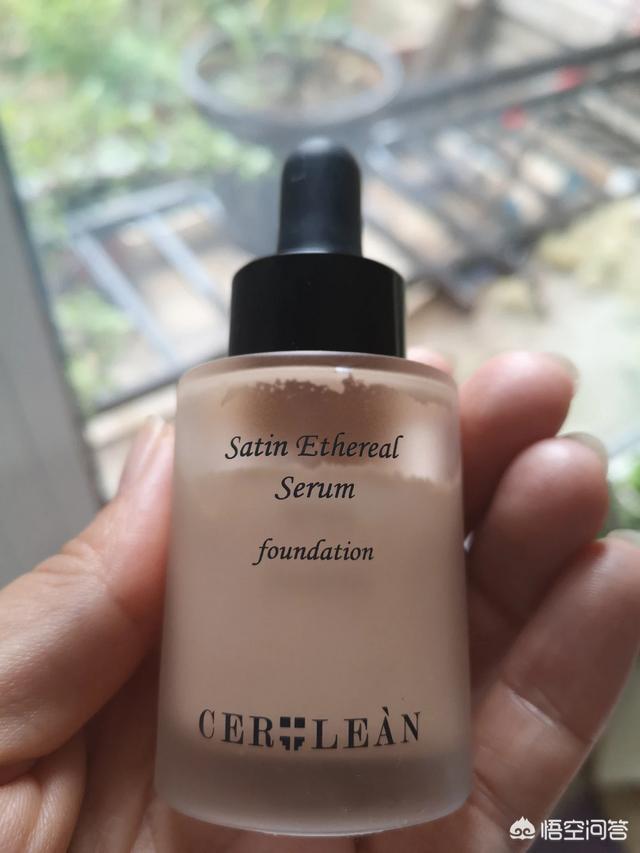 Satin Ethereal
Serum
foundation
CER LEÀN
悟空问答